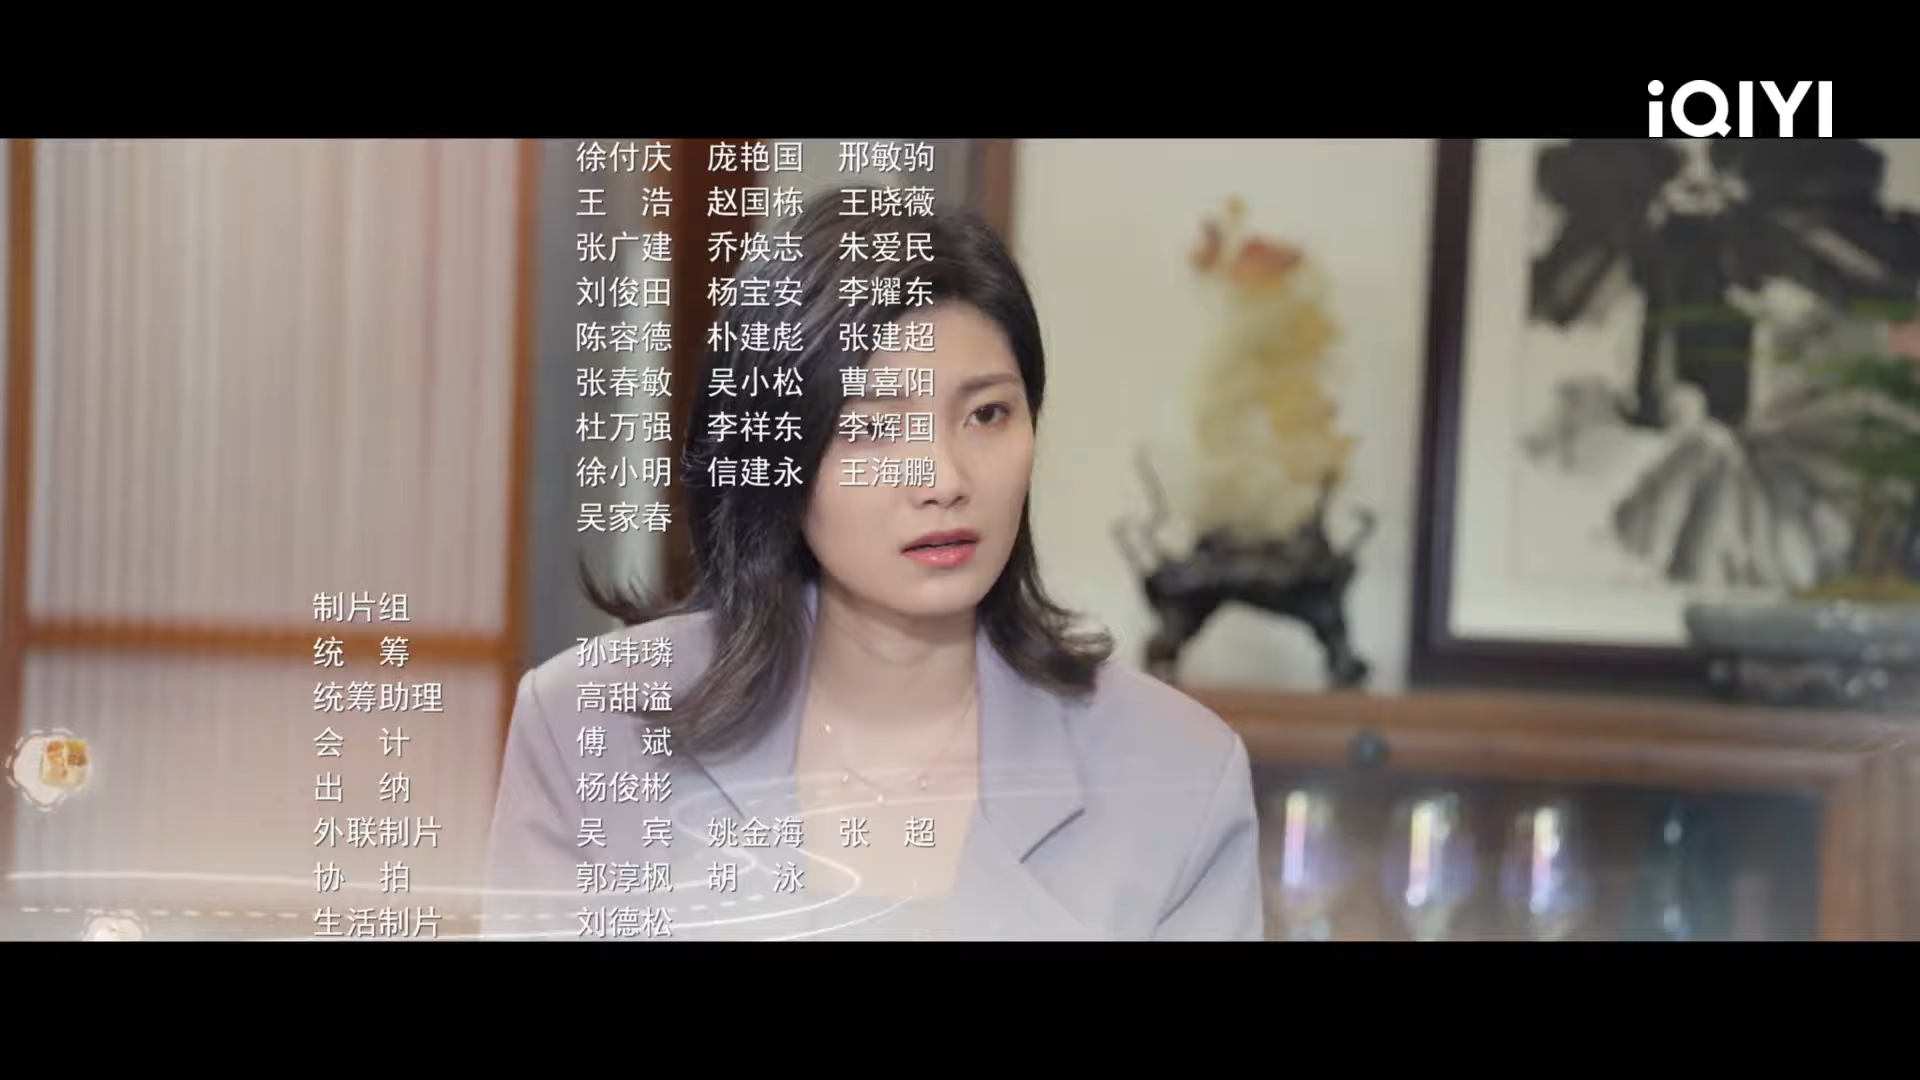 iQIYI
徐付庆 庞艳国 邢敏驹
王 浩 赵国栋 王晓薇
张广建 乔焕志 朱爱民
刘俊田 杨宝安 李耀东
陈容德 朴建彪 张建超
张春敏 吴小松 曹喜阳
杜万强 李祥东 李辉国
徐小明 信建永 王海鹏
吴家春
制片组
统 筹 孙玮璘
统筹助理 高甜溢
会 计 傅 斌
出 纳 杨俊彬
外联制片 吴 宾 姚金海 张 超
协 拍 郭淳枫 胡 泳
生活制片 刘德松